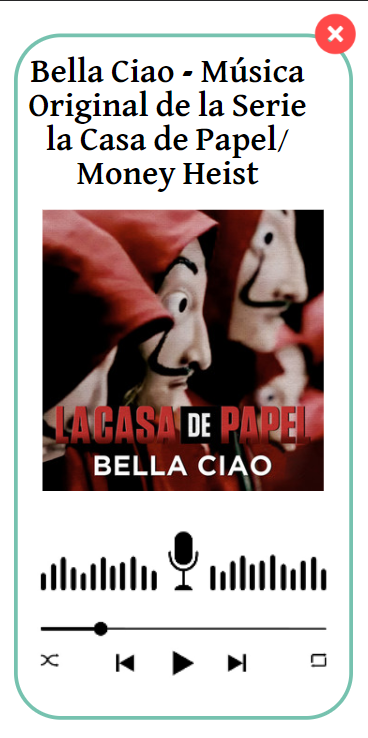 Bella Ciao - Música
Original de la Serie
la Casa de Papel/
Money Heist
LA CASA DE PAPEL
BELLA CIAO